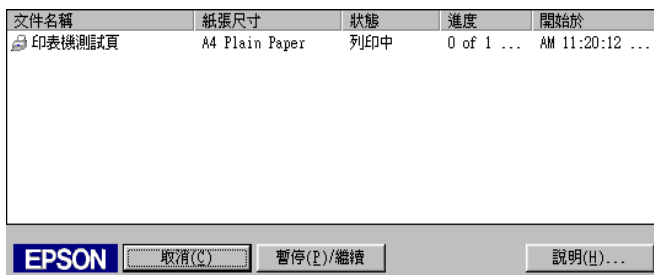 文件名稱 紙張尺寸 狀態 進度 開始於
印表機測試頁 A4 Plain Paper 列印中 0 of 1 ... AM 11:20:12 ...
EPSON 取消(C) 暫停(P)/繼續 說明(H)...